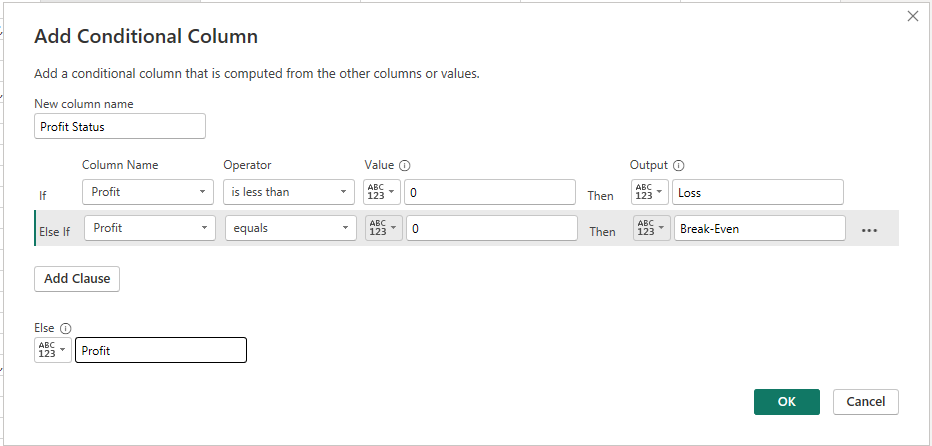 Add Conditional Column
Add a conditional column that is computed from the other columns or values.
New column name
Profit Status
Column Name Operator Value Output
If Profit is less than ABC 123 0 Then ABC 123 Loss
Else If Profit equals ABC 123 0 Then ABC 123 Break-Even ...
Add Clause
Else
ABC 123 Profit
OK Cancel